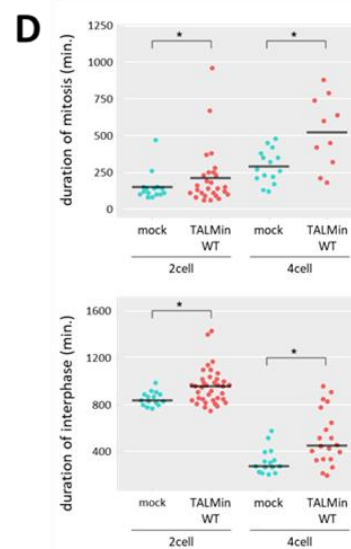 D
duration of mitosis (min.)
1250
1000
750
500
250
0
*
*
mock
TALMin
WT
mock
TALMin
WT
2cell
4cell
duration of interphase (min.)
1600
1200
800
400
*
*
mock
TALMin
WT
mock
TALMin
WT
2cell
4cell